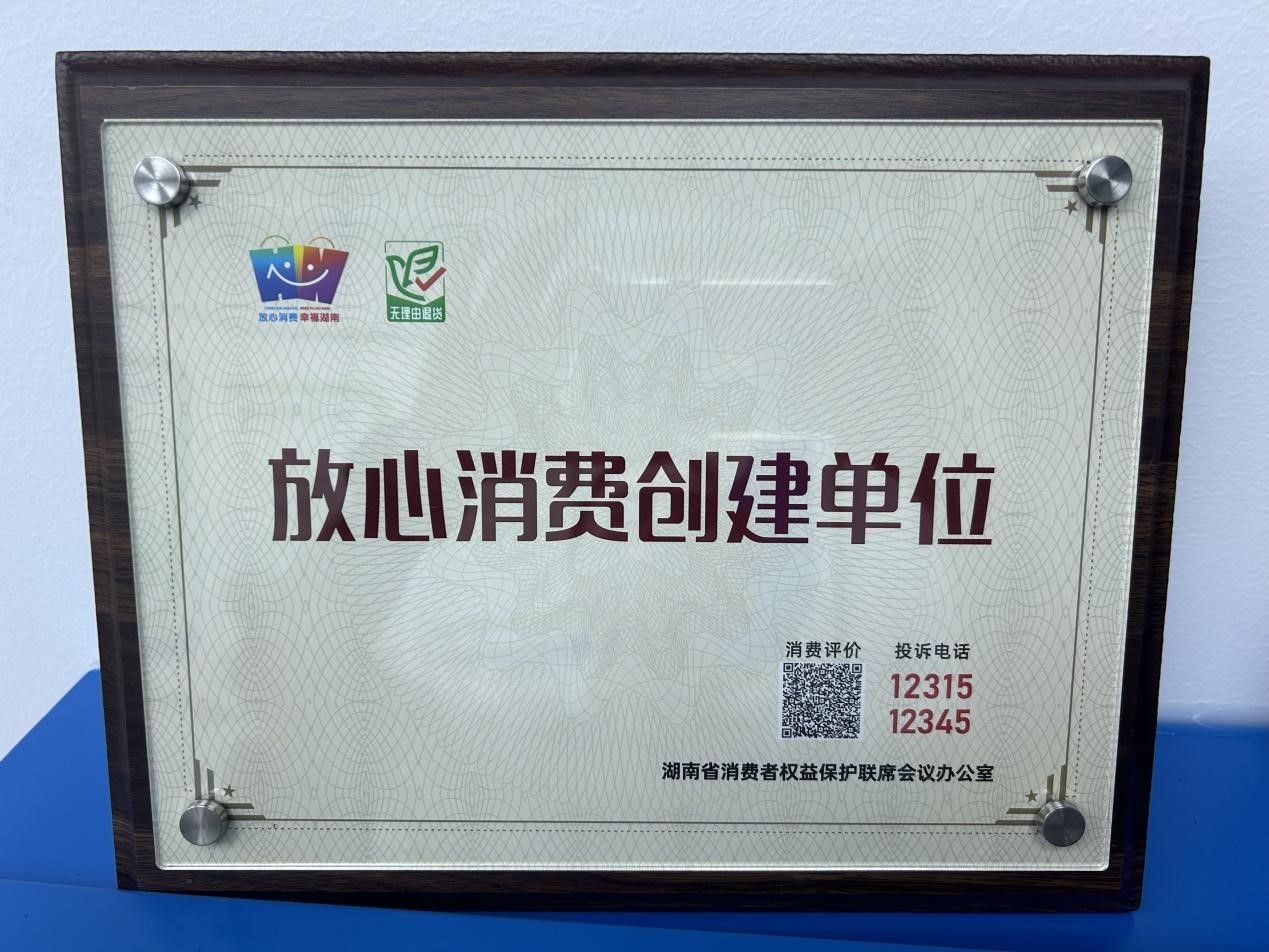 放心消费 幸福湖南
无理由退货
放心消费创建单位
消费评价
投诉电话
12315
12345
湖南省消费者权益保护联席会议办公室